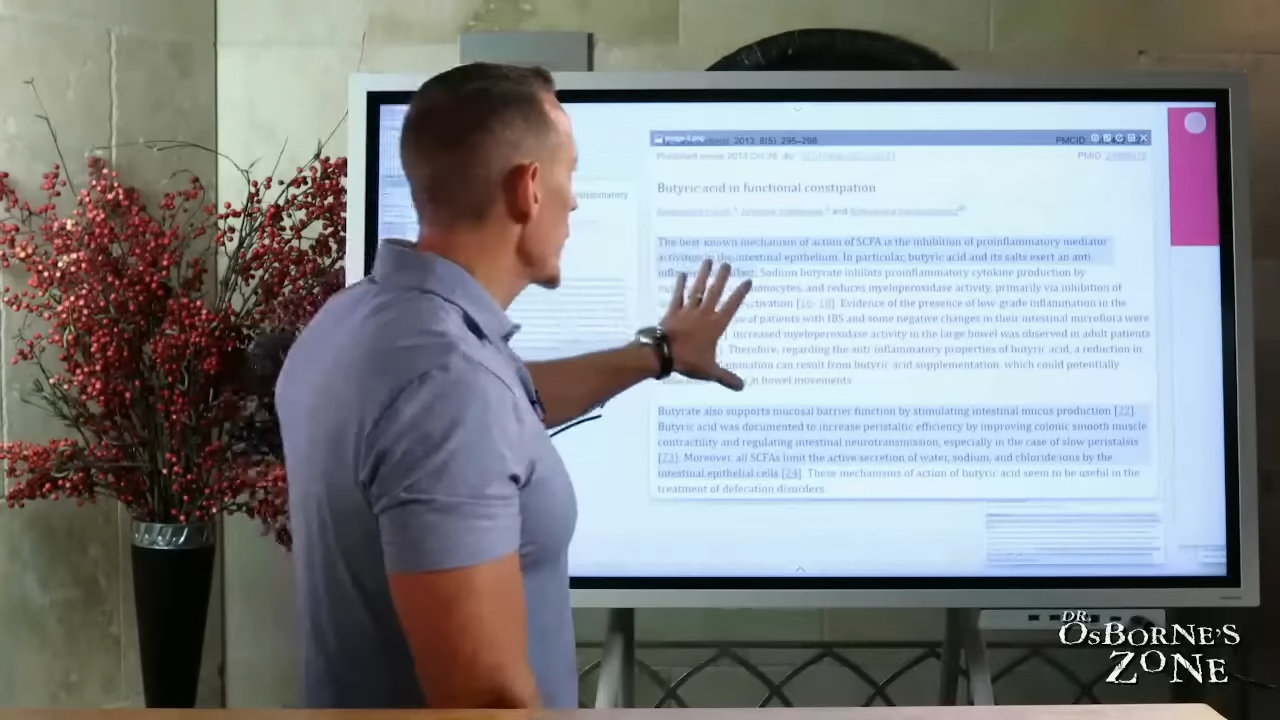 2013 8(5) 295-298
PMCID
PMID
Butyric acid in functional constipation
and
The best-known mechanism of action of SCFA is the inhibition of proinflammatory mediator
activities in the intestinal epithelium. In particular, butyric acid and its salts exert an anti
Sodium butyrate inhibits proinflammatory cytokine production by
and reduces myeloperoxidase activity, primarily via inhibition of
Evidence of the presence of low-grade inflammation in the
of patients with IBS and some negative changes in their intestinal microflora were
increased myeloperoxidase activity in the large bowel was observed in adult patients
Therefore, regarding the anti inflammatory properties of butyric acid, a reduction in
can result from butyric acid supplementation, which could potentially
in bowel movements
Butyrate also supports mucosal barrier function by stimulating intestinal mucus production [22]
Butyric acid was documented to increase peristaltic efficiency by improving colonic smooth muscle
contractility and regulating intestinal neurotransmission, especially in the case of slow peristalsis
[23]. Moreover, all SCFAs limit the active secretion of water, sodium, and chloride ions by the
intestinal epithelial cells [24]. These mechanisms of action of butyric acid seem to be useful in the
treatment of defecation disorders.
DR.
OSBORNE'S
ZONE